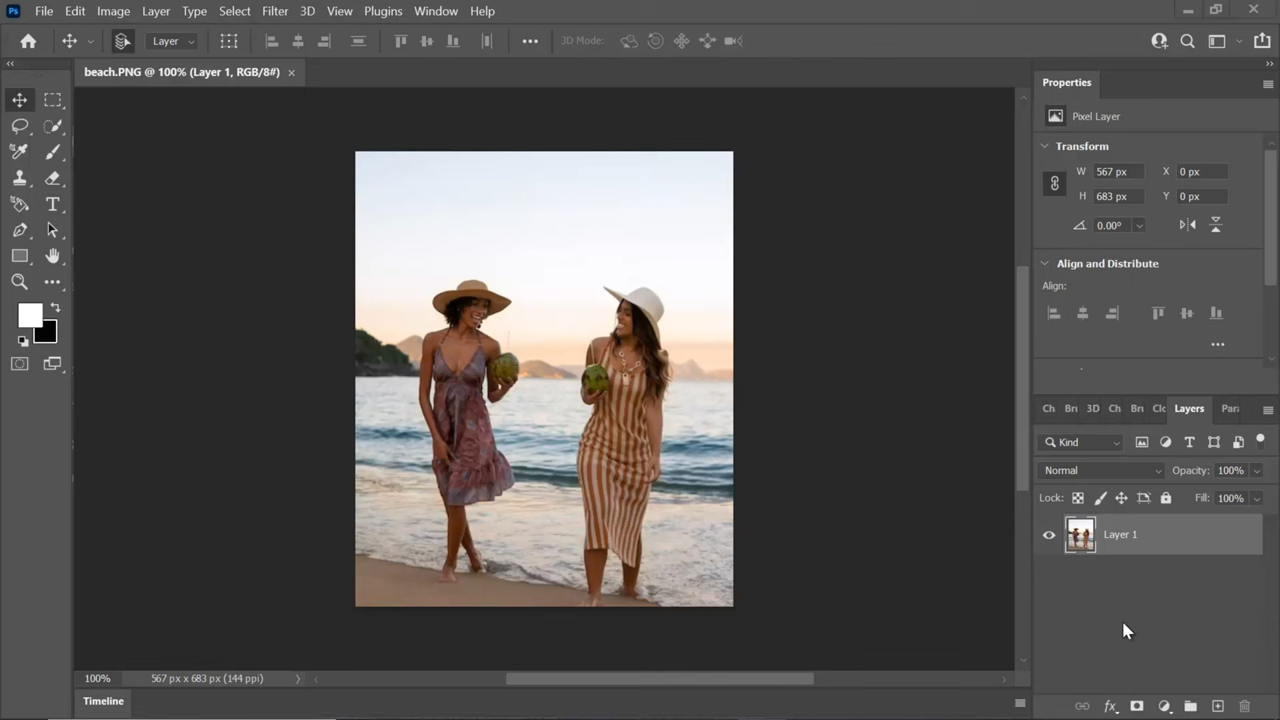 Ps File Edit Image Layer Type Select Filter 3D View Plugins Window Help
Layer 3D Mode:
beach.PNG @ 100% (Layer 1, RGB/8#)
Properties
Pixel Layer
Transform
W 567 px X 0 px
H 683 px Y 0 px
0.00°
Align and Distribute
Align:
T
Ch Bri 3D Ch Br Clo Layers Para
Kind T
Normal Opacity: 100%
Lock: Fill: 100%
Layer 1
fx
100% 567 px x 683 px (144 ppi)
Timeline